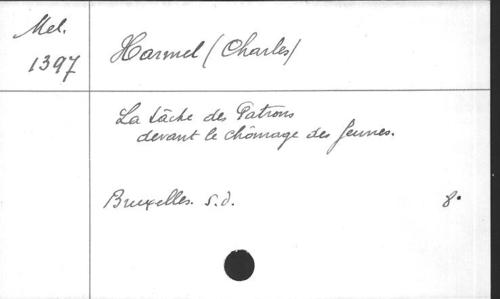 Mel.
1397
Harmel (Charles)
La tâche des Patrons
devant le chômage des Jeunes.
Bruxelles. s.d.
8°